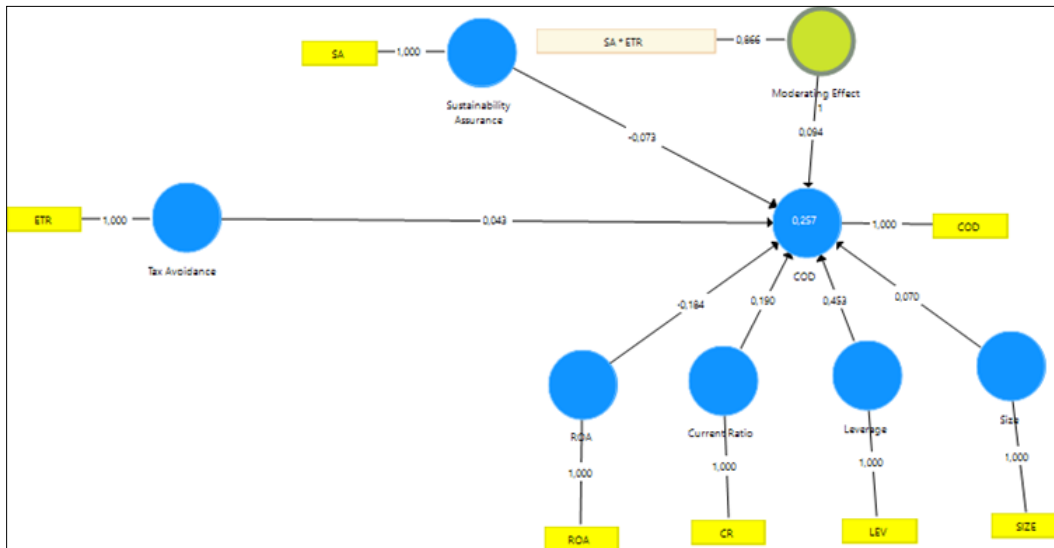 SA
1,000
Sustainability
Assurance
SA * ETR
0,866
Moderating Effect
1
-0,073
0,094
ETR
1,000
Tax Avoidance
0,043
0,257
COD
1,000
COD
-0,184
0,190
0,453
0,070
ROA
Current Ratio
Leverage
Size
1,000
1,000
1,000
1,000
ROA
CR
LEV
SIZE